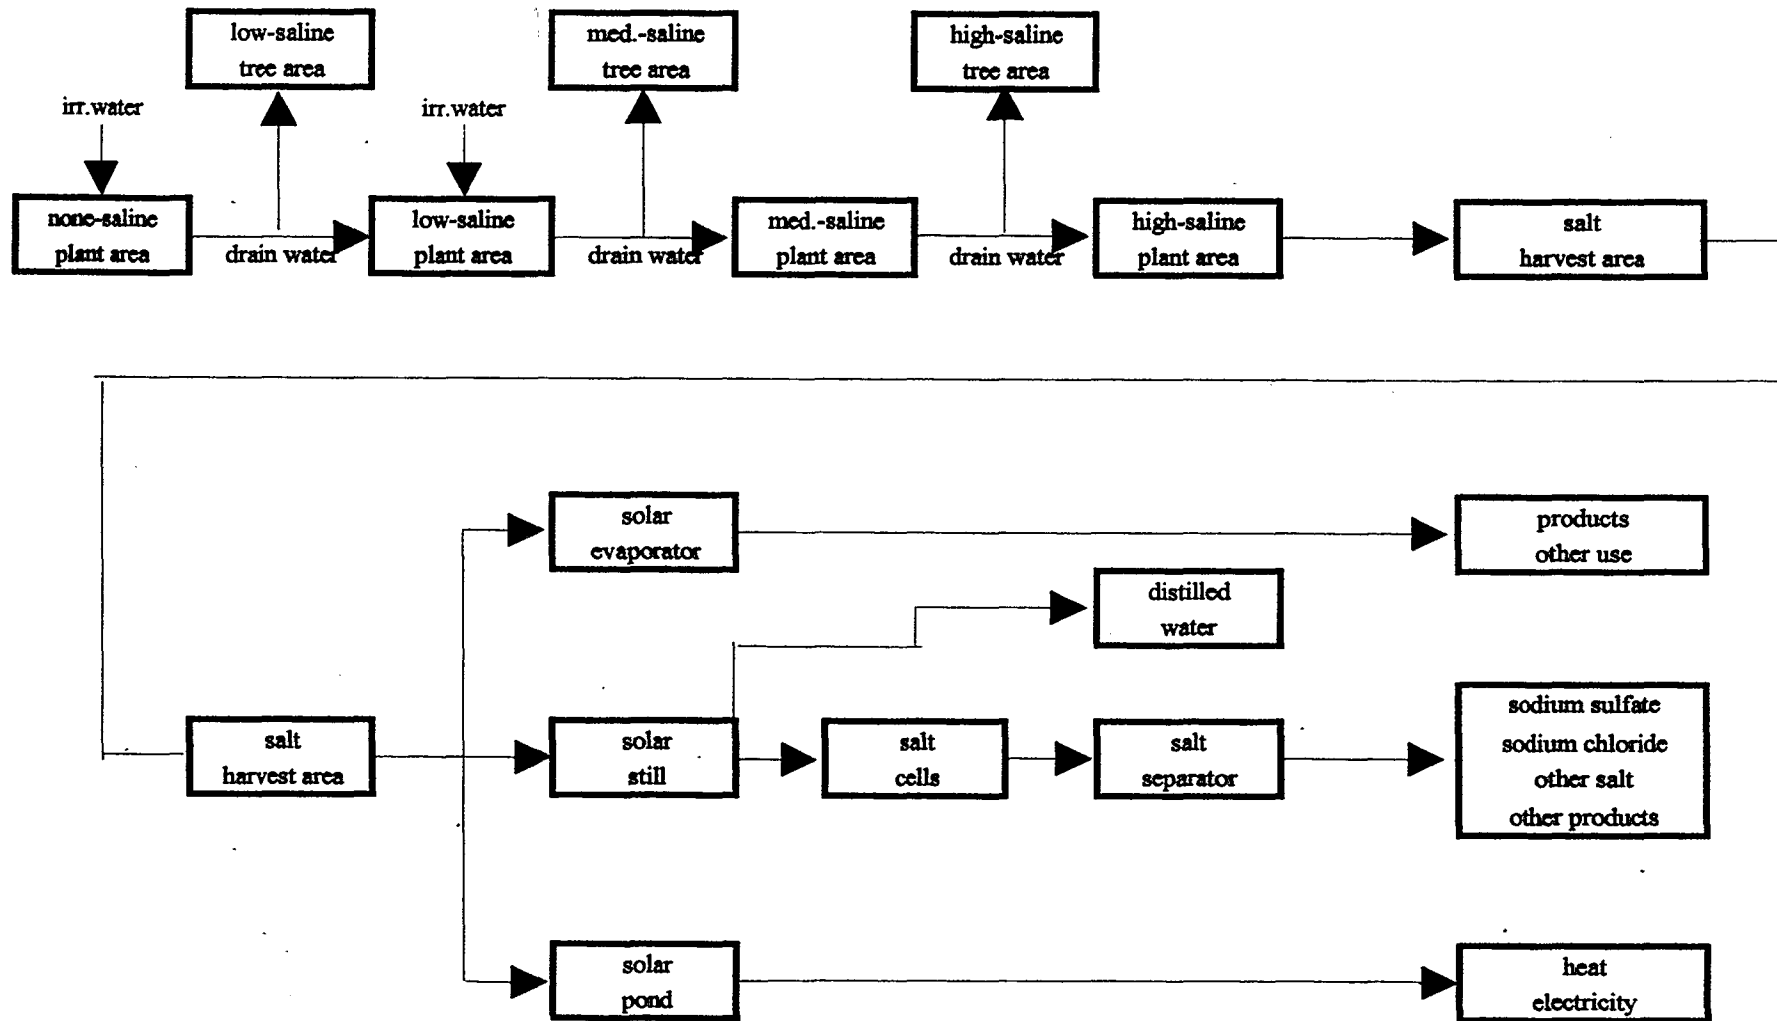 low-saline
tree area
med.-saline
tree area
high-saline
tree area
irr.water
irr.water
none-saline
plant area
drain water
low-saline
plant area
drain water
med.-saline
plant area
drain water
high-saline
plant area
salt
harvest area
solar
evaporator
products
other use
distilled
water
salt
harvest area
solar
still
salt
cells
salt
separator
sodium sulfate
sodium chloride
other salt
other products
solar
pond
heat
electricity